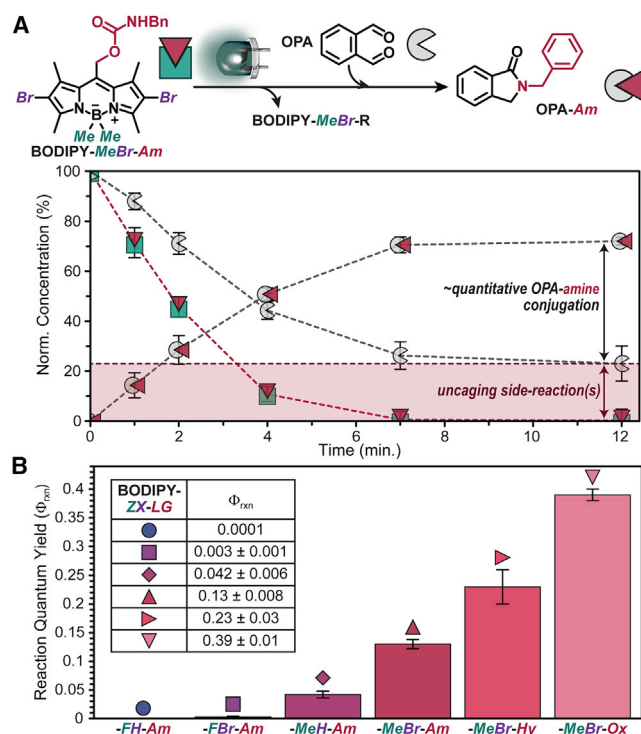 A
O
O
NHBn
Br
Br
N
N
B
+
Me Me
BODIPY-MeBr-Am
OPA
O
O
BODIPY-MeBr-R
O
N
OPA-Am
Norm. Concentration (%)
100
80
60
40
20
0
~quantitative OPA-amine
conjugation
uncaging side-reaction(s)
0
2
4
6
8
10
12
Time (min.)
B
Reaction Quantum Yield (Φrxn)
0.4
0.35
0.3
0.25
0.2
0.15
0.1
0.05
0
BODIPY-
ZX-LG
Φrxn
0.0001
0.003 ± 0.001
0.042 ± 0.006
0.13 ± 0.008
0.23 ± 0.03
0.39 ± 0.01
-FH-Am
-FBr-Am
-MeH-Am
-MeBr-Am
-MeBr-Hy
-MeBr-Ox